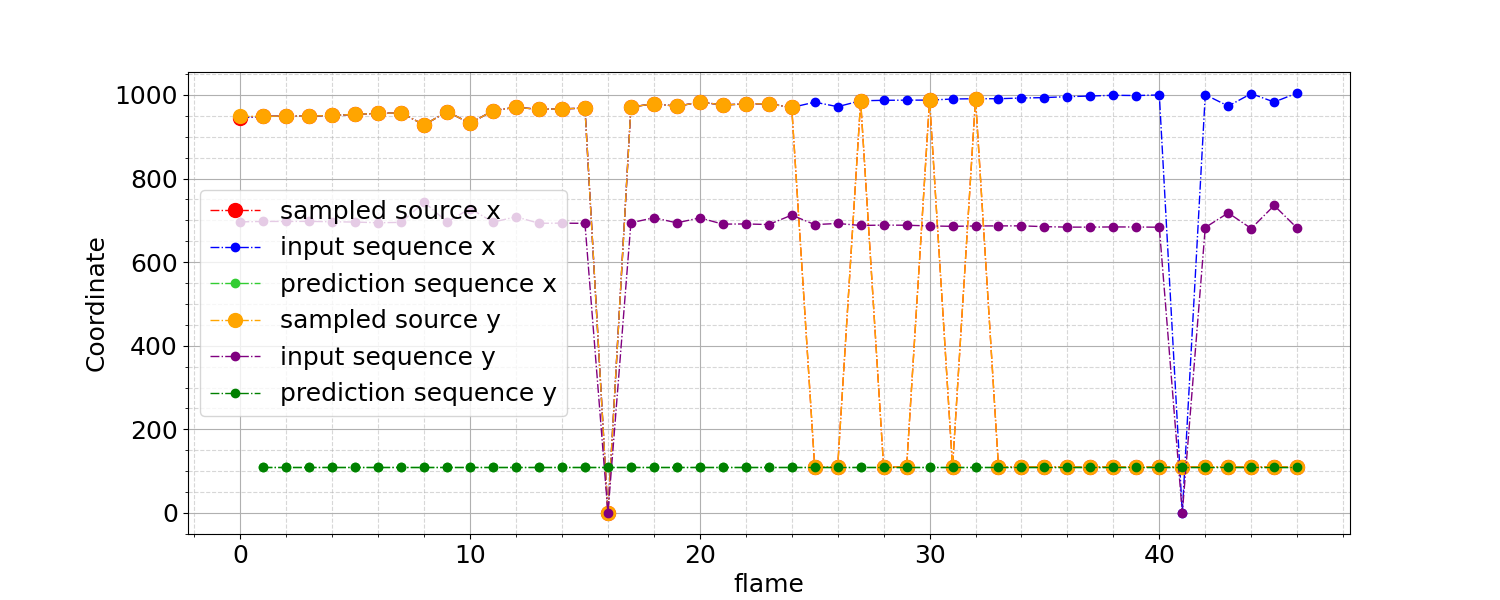 1000
800
600
400
200
0
Coordinate
sampled source x
input sequence x
prediction sequence x
sampled source y
input sequence y
prediction sequence y
0 10 20 30 40
flame